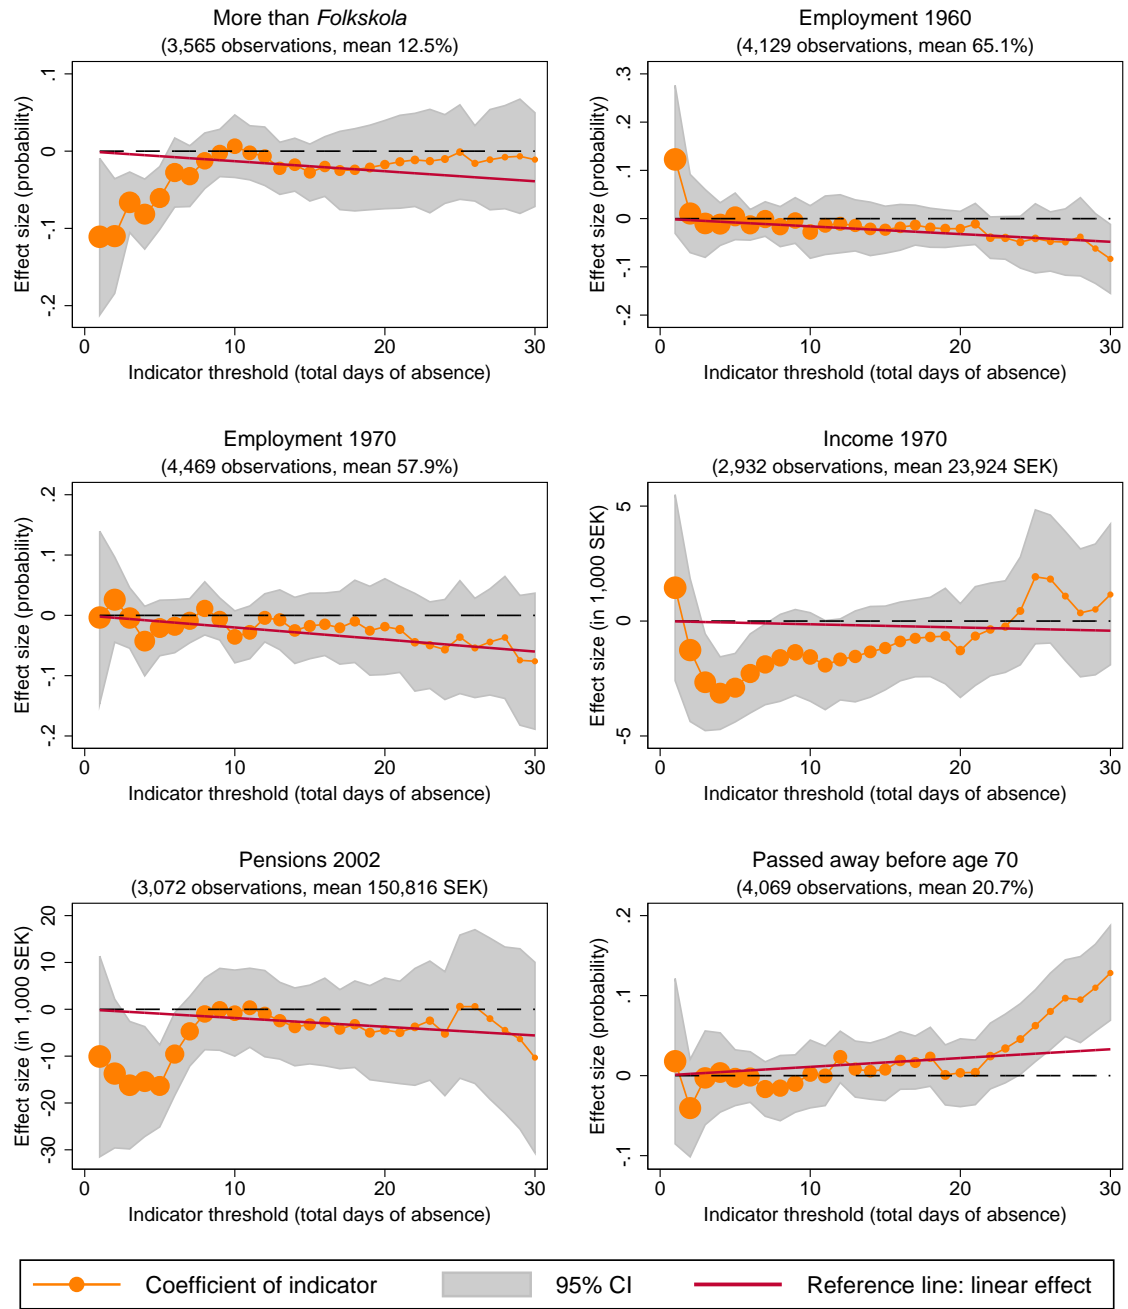 More than Folkskola
(3,565 observations, mean 12.5%)
Effect size (probability)
.1
0
-.1
-.2
0 10 20 30
Indicator threshold (total days of absence)
Employment 1960
(4,129 observations, mean 65.1%)
Effect size (probability)
.3
.2
.1
0
-.1
-.2
0 10 20 30
Indicator threshold (total days of absence)
Employment 1970
(4,469 observations, mean 57.9%)
Effect size (probability)
.2
.1
0
-.1
-.2
0 10 20 30
Indicator threshold (total days of absence)
Income 1970
(2,932 observations, mean 23,924 SEK)
Effect size (in 1,000 SEK)
5
0
-5
0 10 20 30
Indicator threshold (total days of absence)
Pensions 2002
(3,072 observations, mean 150,816 SEK)
Effect size (in 1,000 SEK)
20
10
0
-10
-20
-30
0 10 20 30
Indicator threshold (total days of absence)
Passed away before age 70
(4,069 observations, mean 20.7%)
Effect size (probability)
.2
.1
0
-.1
0 10 20 30
Indicator threshold (total days of absence)
Coefficient of indicator 95% CI Reference line: linear effect